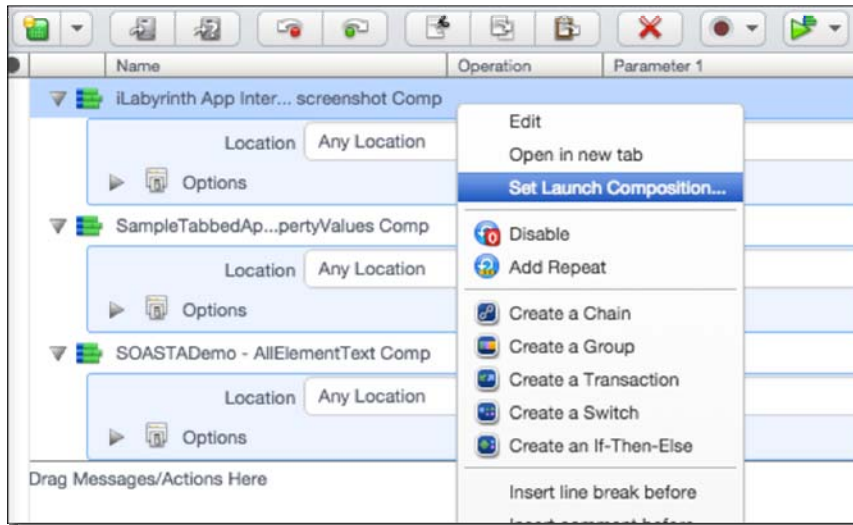 Name Operation Parameter 1
iLabyrinth App Inter... screenshot Comp
Location Any Location
Options
SampleTabbedAp...pertyValues Comp
Location Any Location
Options
SOASTADemo - AllElementText Comp
Location Any Location
Options
Drag Messages/Actions Here
Edit
Open in new tab
Set Launch Composition...
Disable
Add Repeat
Create a Chain
Create a Group
Create a Transaction
Create a Switch
Create an If-Then-Else
Insert line break before